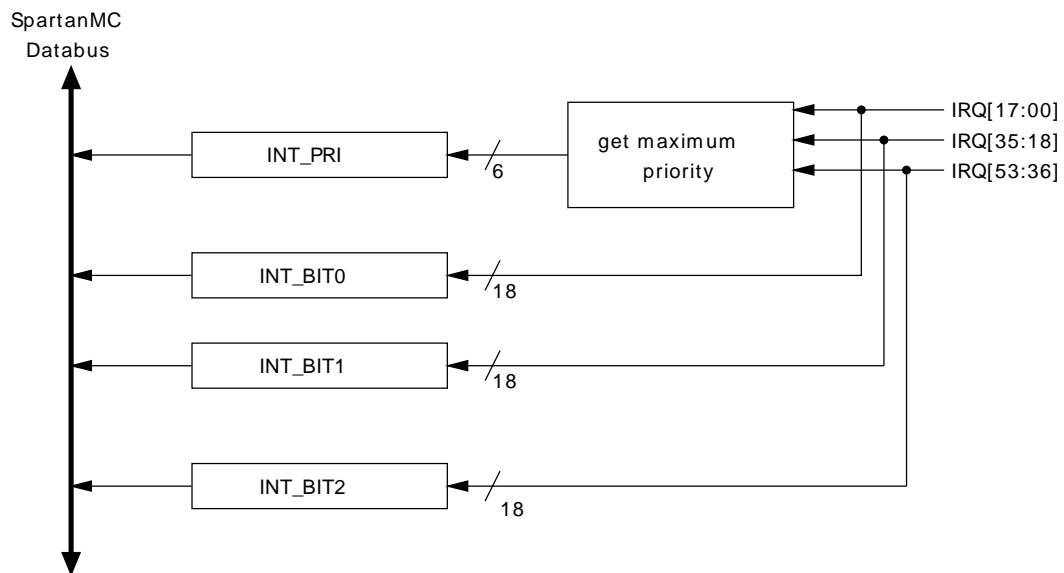 SpartanMC
Databus
IRQ[17:00]
get maximum
IRQ[35:18]
INT_PRI
6
priority
IRQ[53:36]
INT_BIT0
18
INT_BIT1
18
INT_BIT2
18